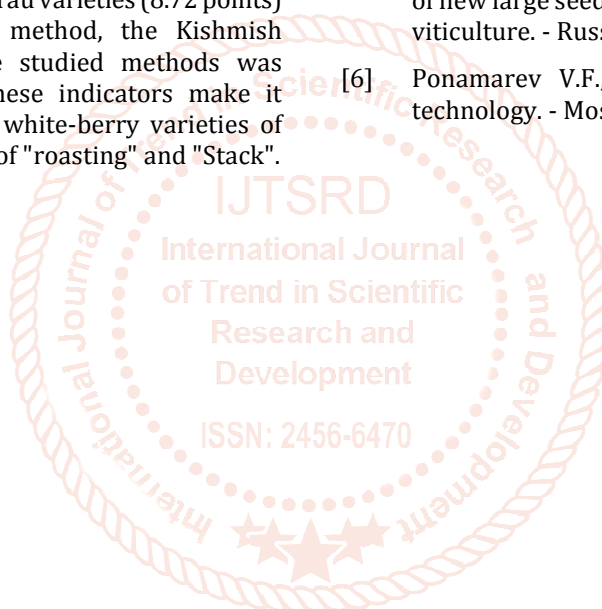 rau varieties (8.72 points)
method, the Kishmish
studied methods was
hese indicators make it
white-berry varieties of
of "roasting" and "Stack".
of new large seed
viticulture. - Russ
[6] Ponamarev V.F.,
technology. - Mos
International Journal of Trend in Scientific Research and Development
IJTSRD
International Journal
of Trend in Scientific
Research and
Development
ISSN: 2456-6470